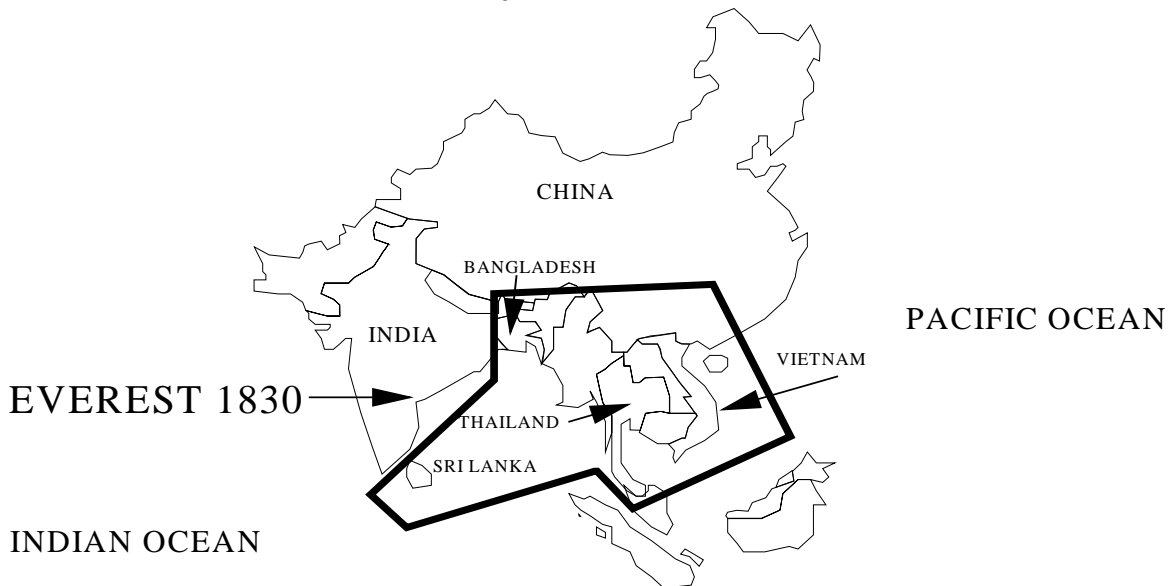 CHINA
BANGLADESH
PACIFIC OCEAN
INDIA
VIETNAM
EVEREST 1830
THAILAND
SRI LANKA
INDIAN OCEAN